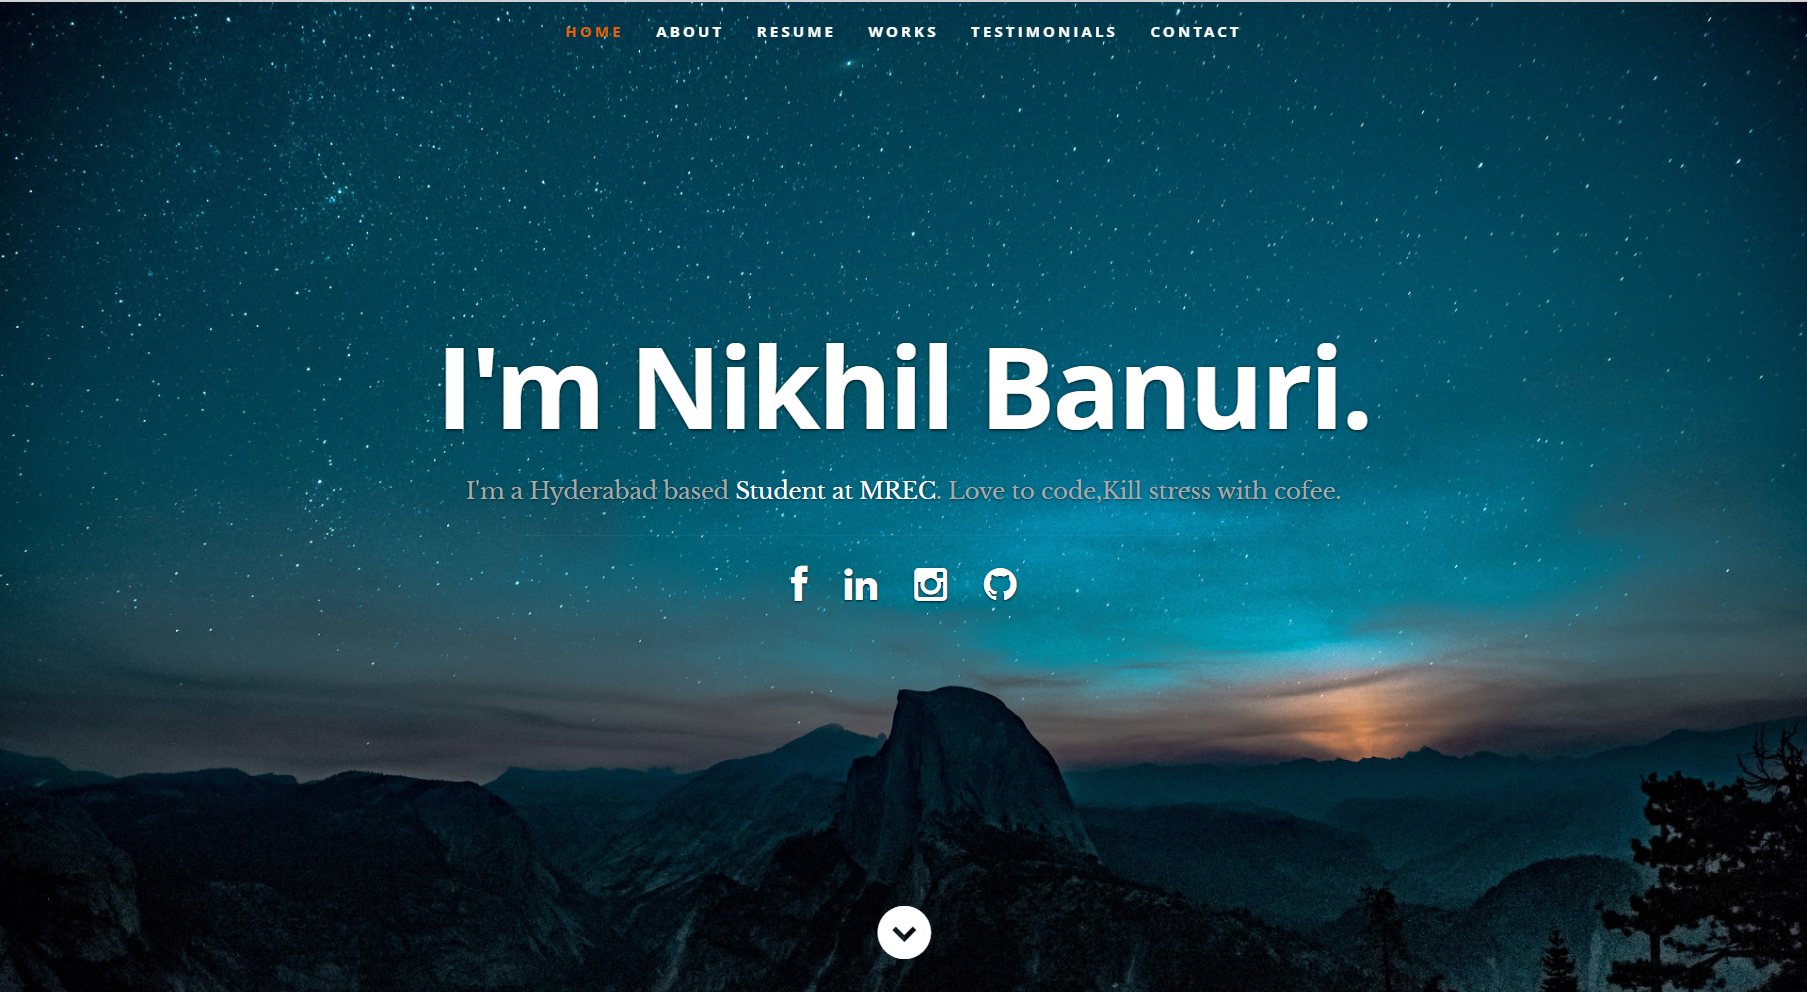 HOME ABOUT RESUME WORKS TESTIMONIALS CONTACT
I'm Nikhil Banuri.
I'm a Hyderabad based Student at MREC. Love to code,Kill stress with cofee.